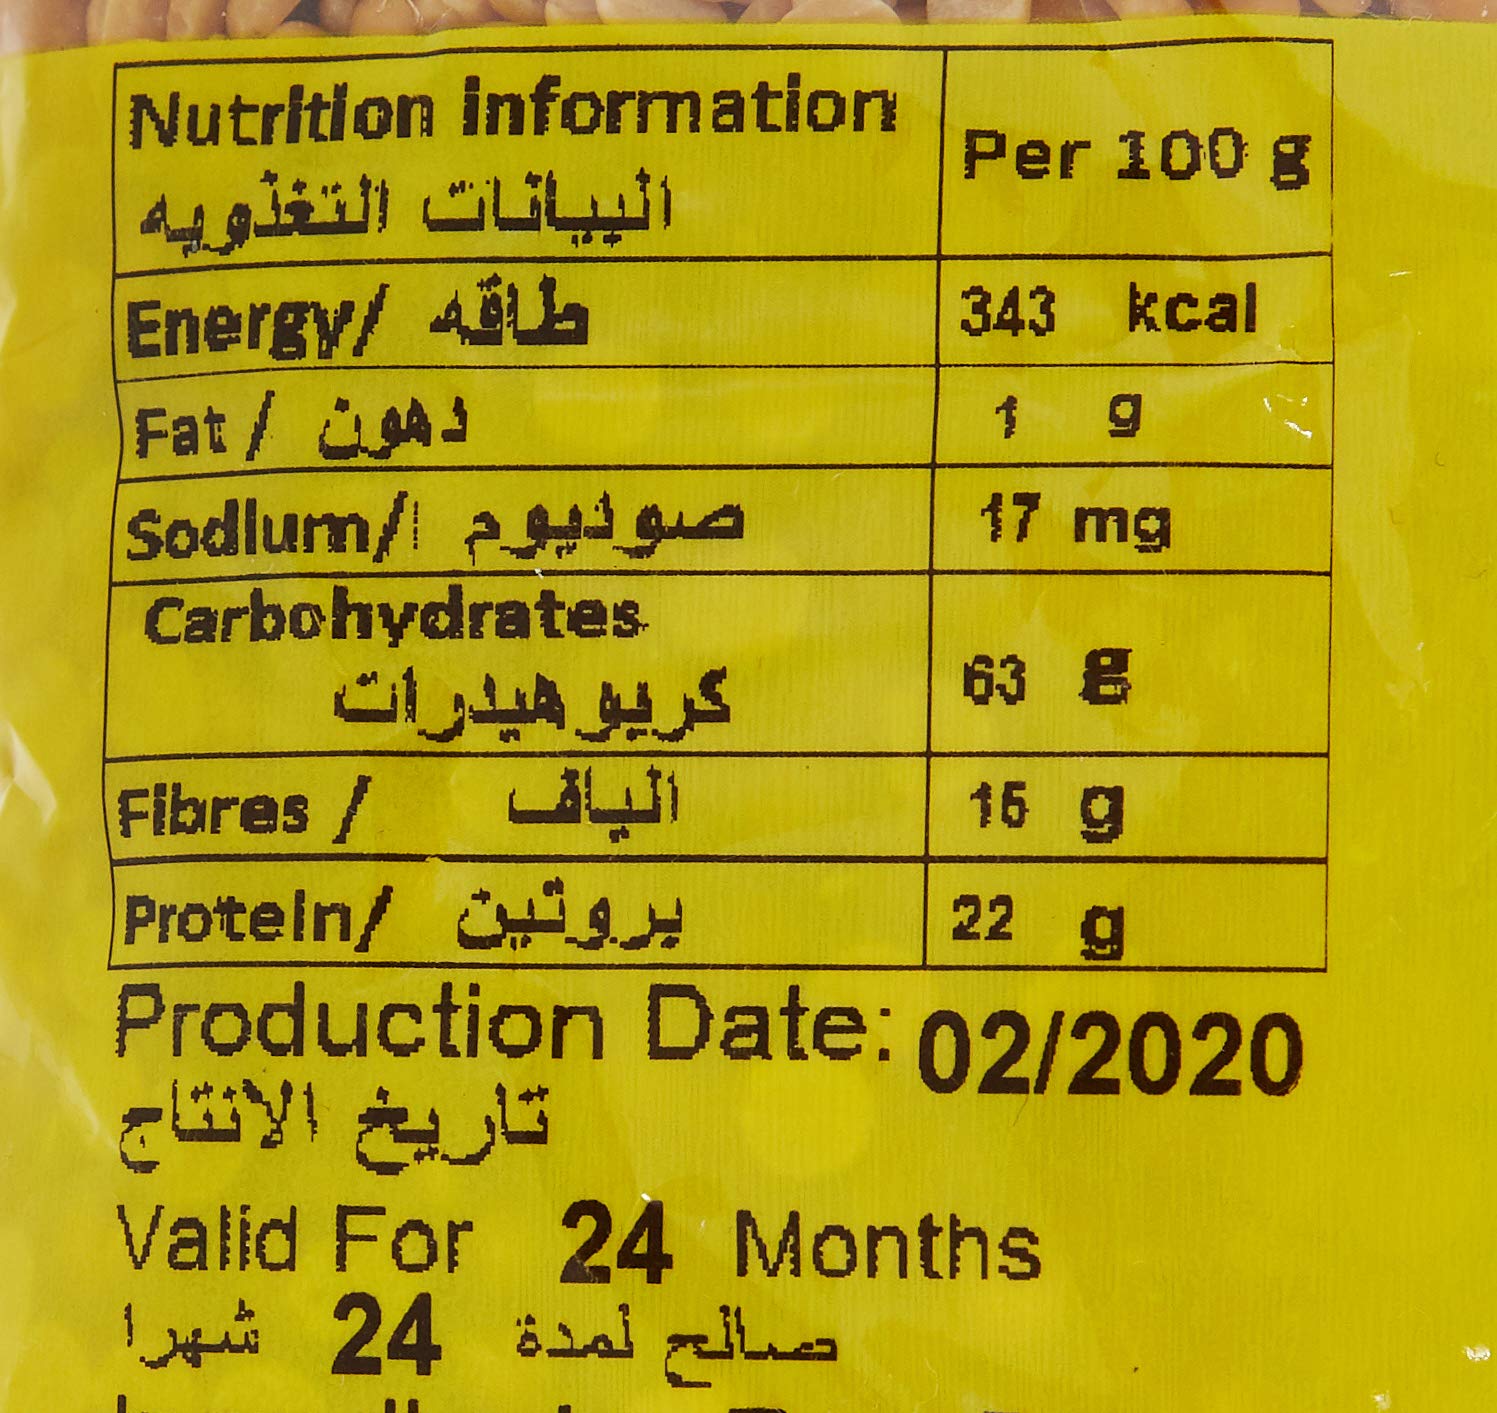 Nutrition information
البيانات التغذويه
Per 100 g
Energy/ طاقه 343 kcal
Fat / دهون 1 g
Sodium/ صوديوم 17 mg
Carbohydrates
كربوهيدرات
63 g
Fibres / الياف 15 g
Protein/ بروتين 22 g
Production Date: 02/2020
تاريخ الانتاج
Valid For 24 Months
صالح لمدة 24 شهرا